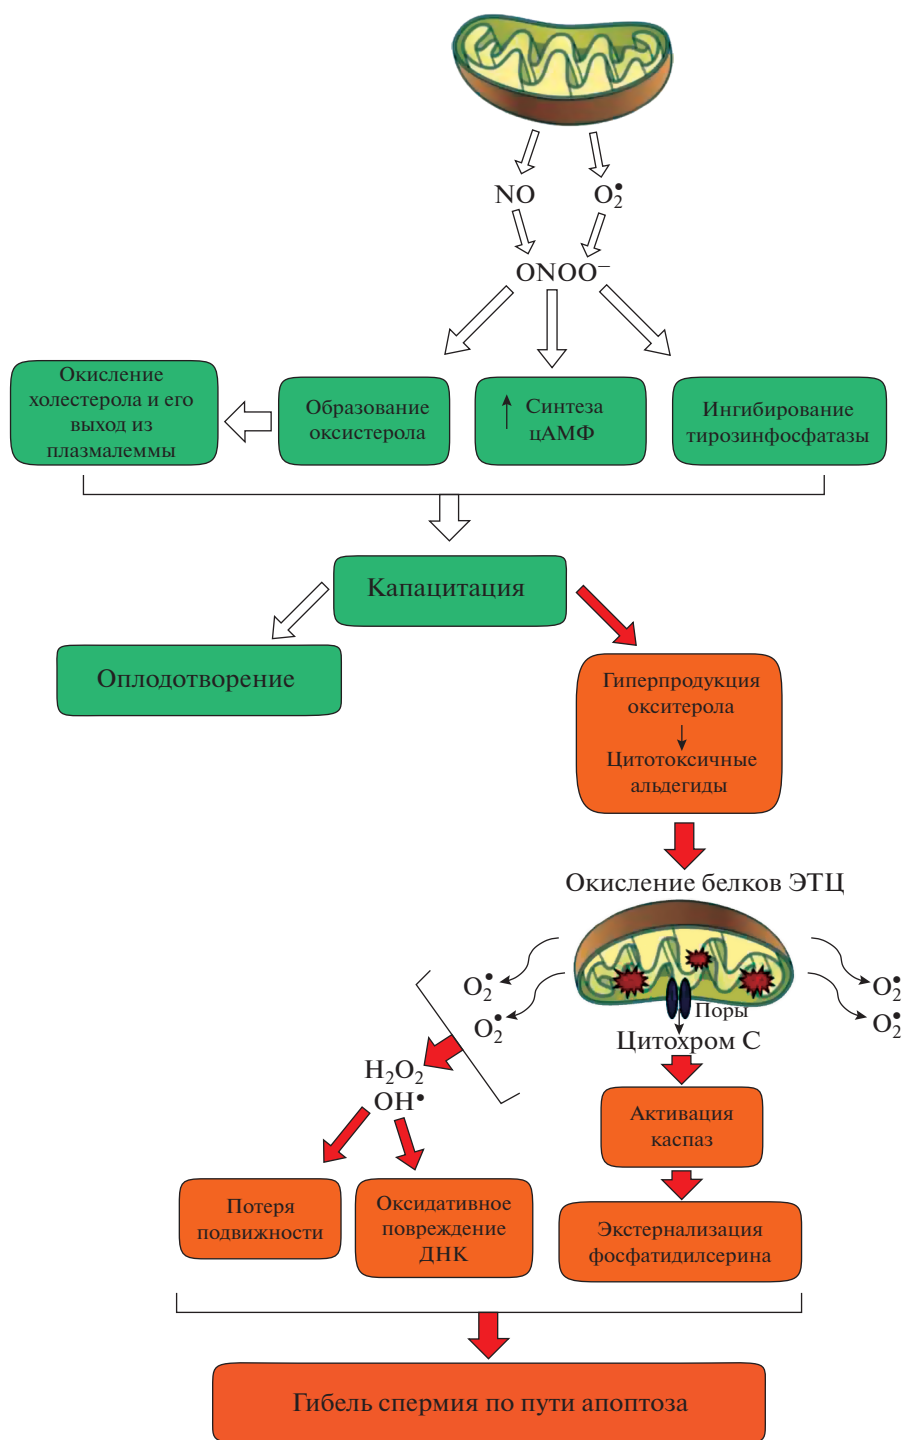 NO
O₂•
ONOO⁻
Окисление
холестерола и его
выход из
плазмалеммы
Образование
оксистерола
Синтеза
цАМФ
Ингибирование
тирозинфосфатазы
Капацитация
Оплодотворение
Гиперпродукция
окситерола
Цитотоксичные
альдегиды
Окисление белков ЭТЦ
O₂•
O₂•
O₂•
O₂•
Поры
Цитохром С
H₂O₂
OH•
Активация
каспаз
Потеря
подвижности
Оксидативное
повреждение
ДНК
Экстернализация
фосфатидилсерина
Гибель спермия по пути апоптоза